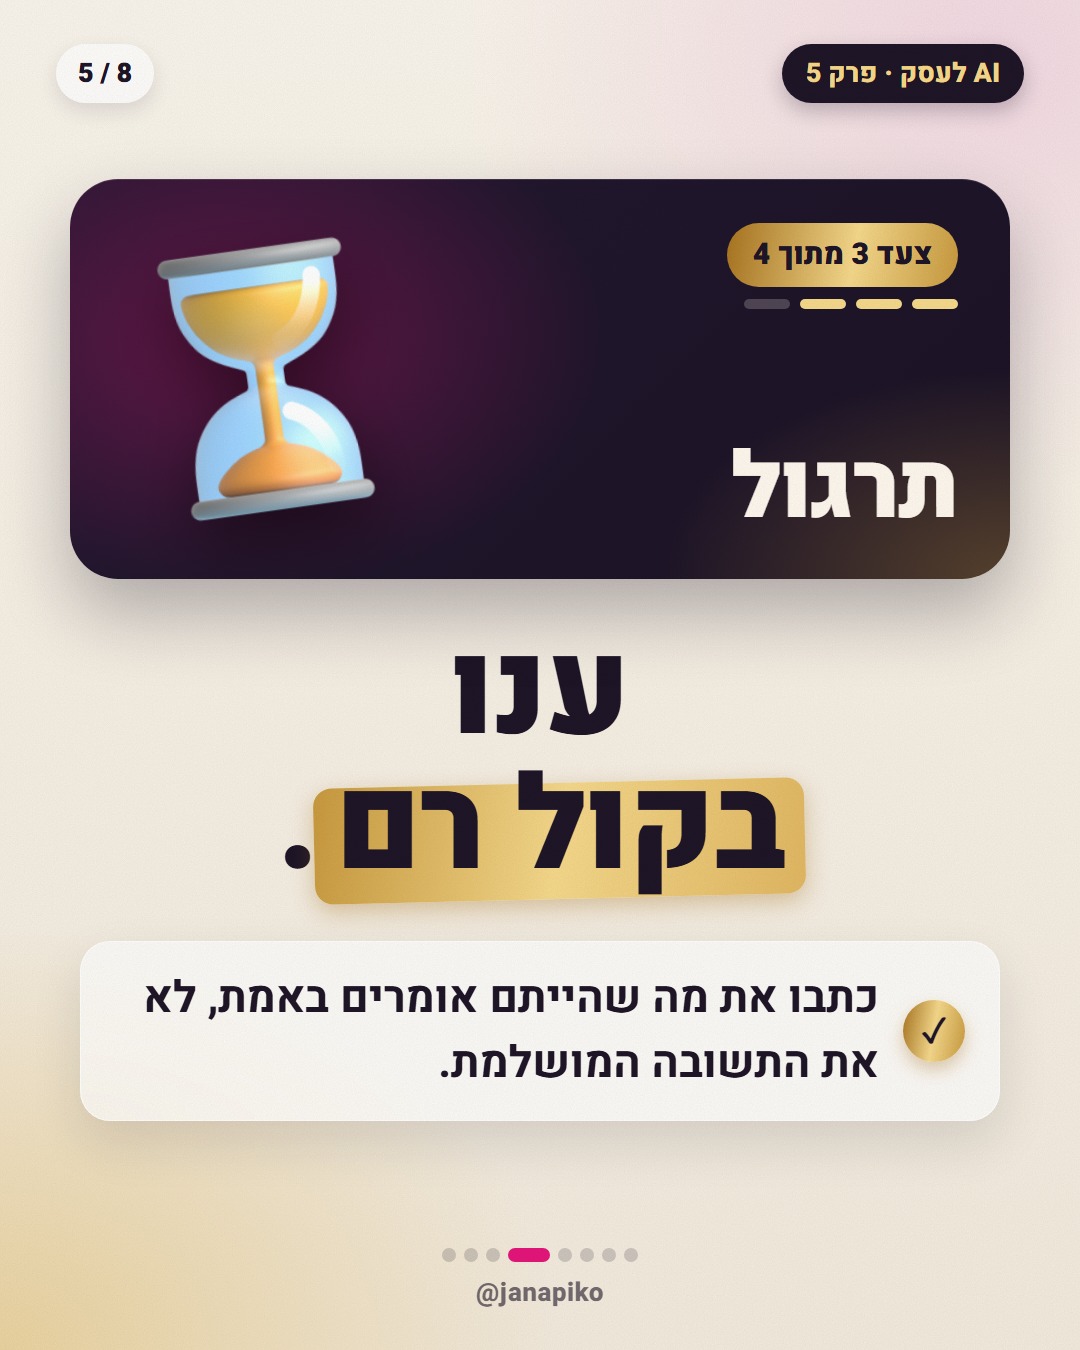 AI לעסק · פרק 5
5 / 8
צעד 3 מתוך 4
תרגול
ענו
בקול רם.
✓ כתבו את מה שהייתם אומרים באמת, לא
את התשובה המושלמת.
@janapiko